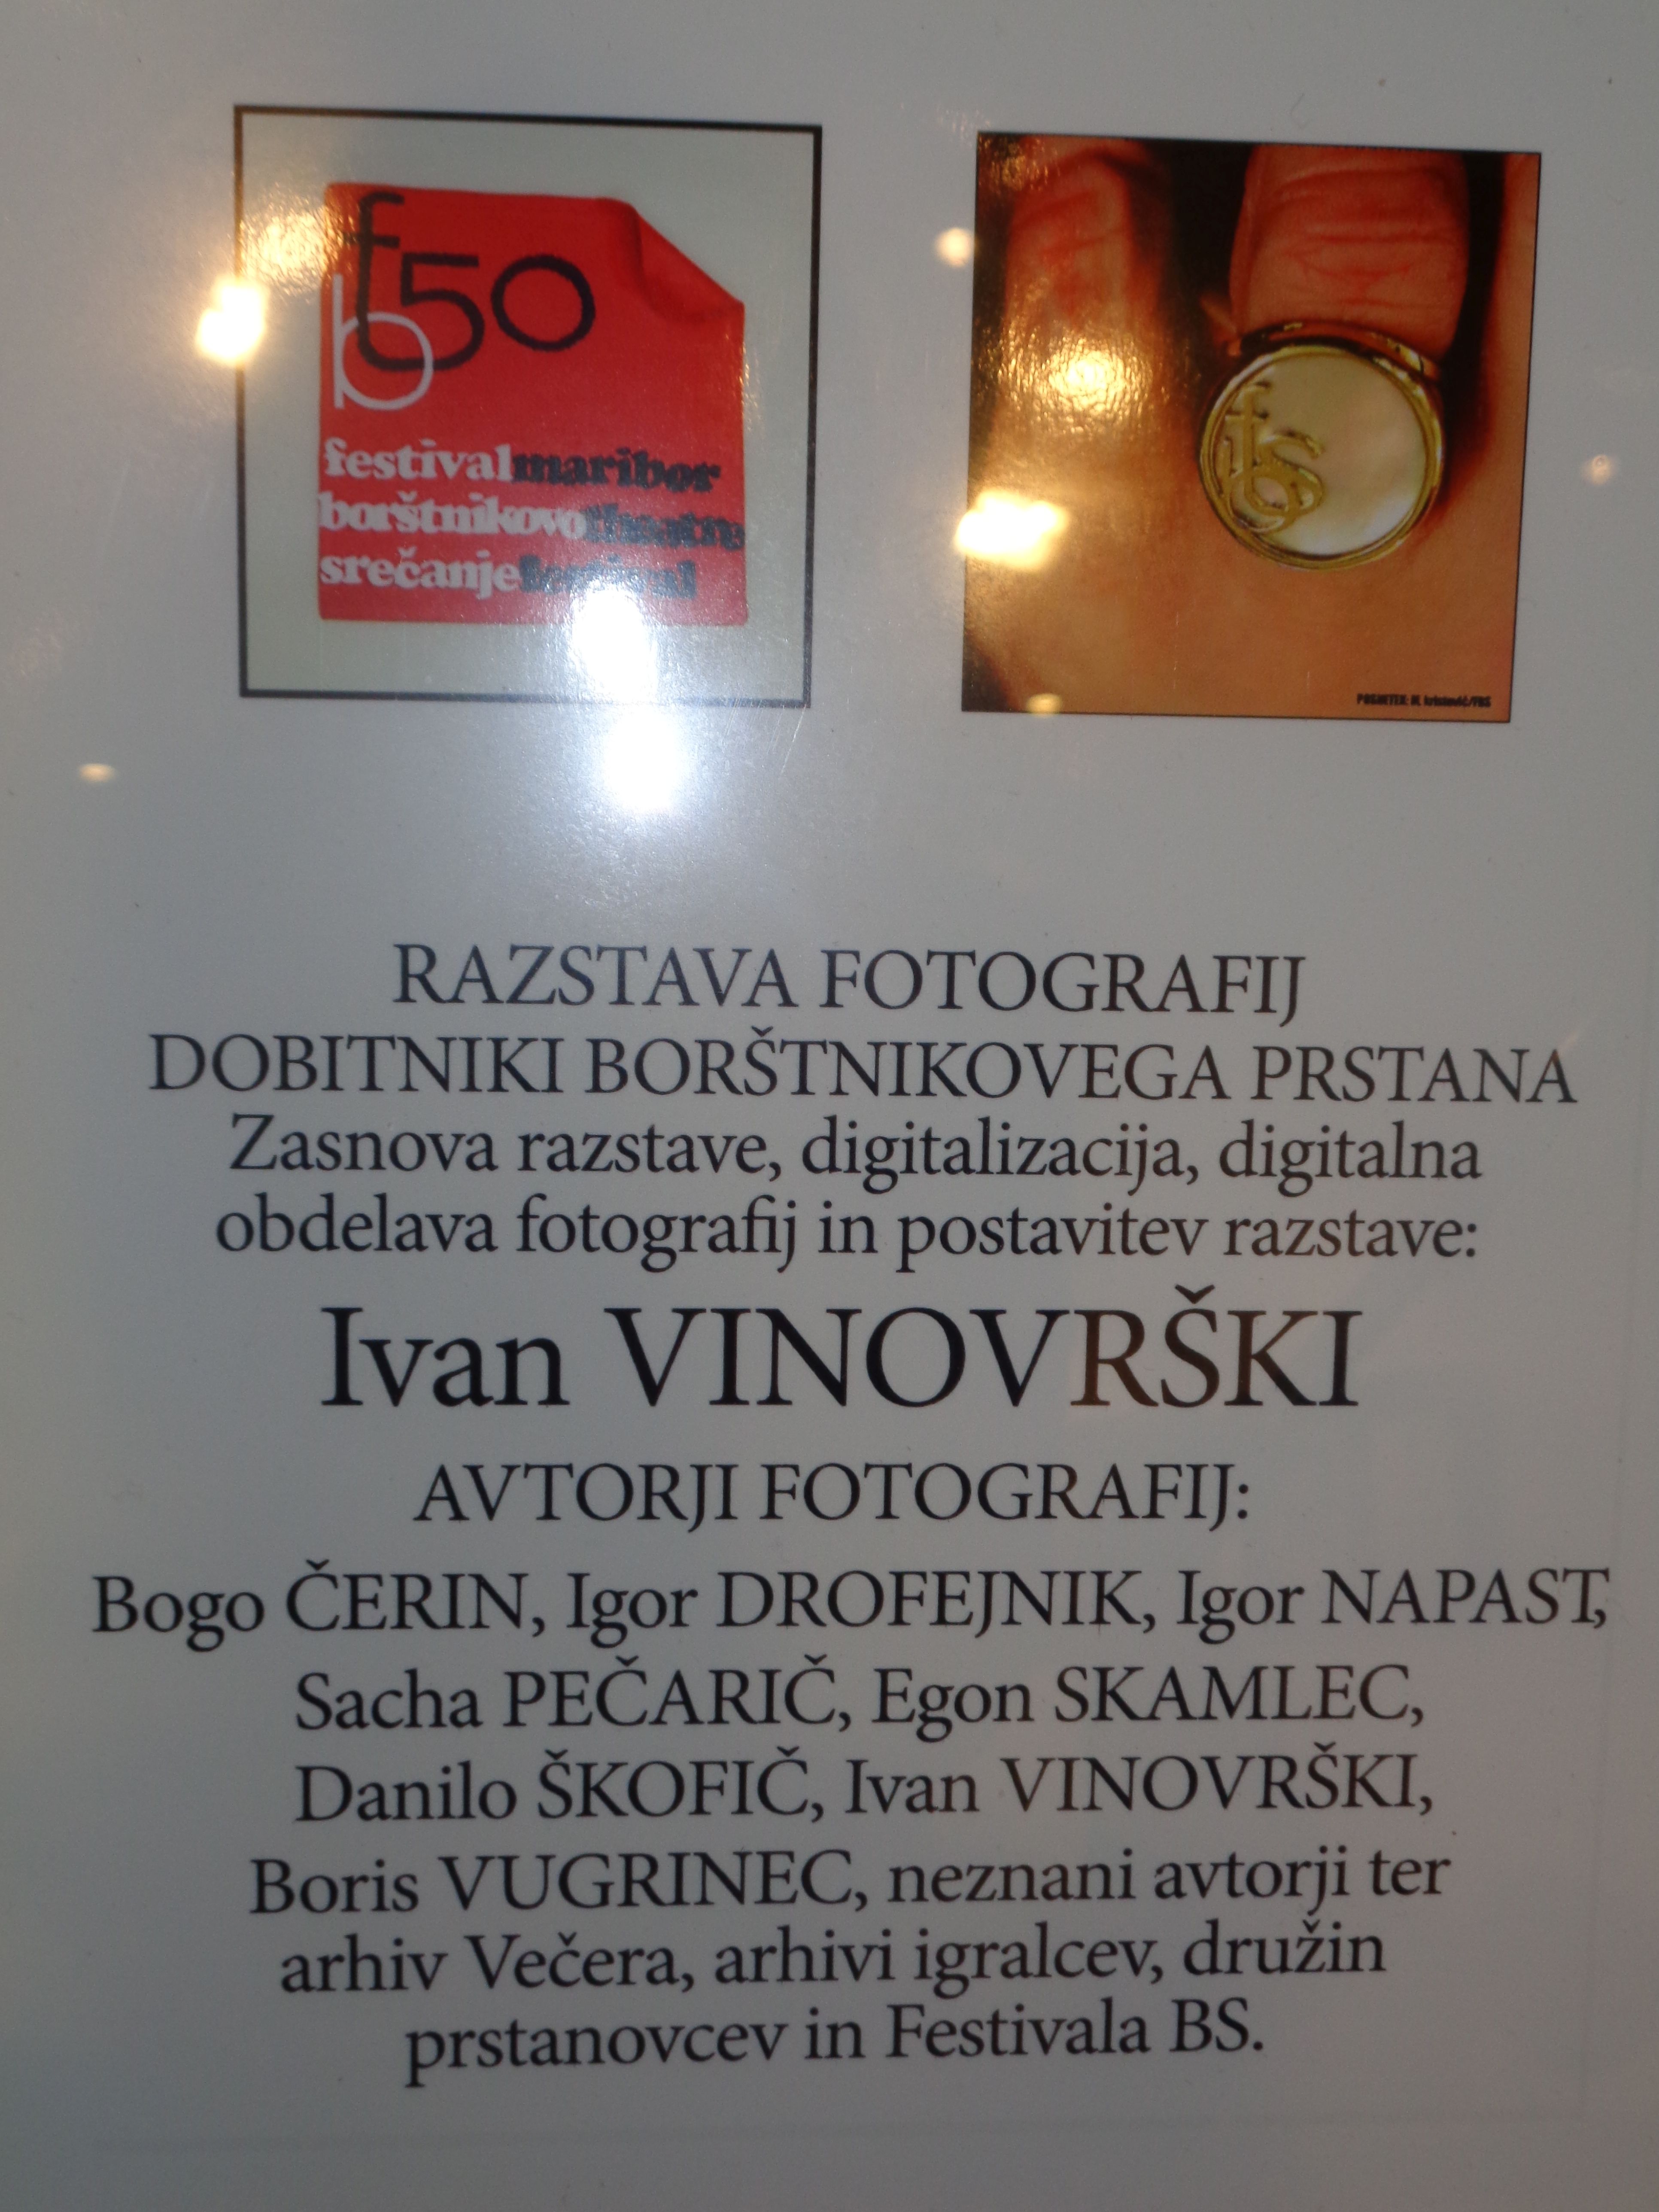 fb50
festivalmaribor
borštnikovotheatre
srečanjefestival
RAZSTAVA FOTOGRAFIJ
DOBITNIKI BORŠTNIKOVEGA PRSTANA
Zasnova razstave, digitalizacija, digitalna
obdelava fotografij in postavitev razstave:
Ivan VINOVRŠKI
AVTORJI FOTOGRAFIJ:
Bogo ČERIN, Igor DROFEJNIK, Igor NAPAST,
Sacha PEČARIČ, Egon SKAMLEC,
Danilo ŠKOFIČ, Ivan VINOVRŠKI,
Boris VUGRINEC, neznani avtorji ter
arhiv Večera, arhivi igralcev, družin
prstanovcev in Festivala BS.